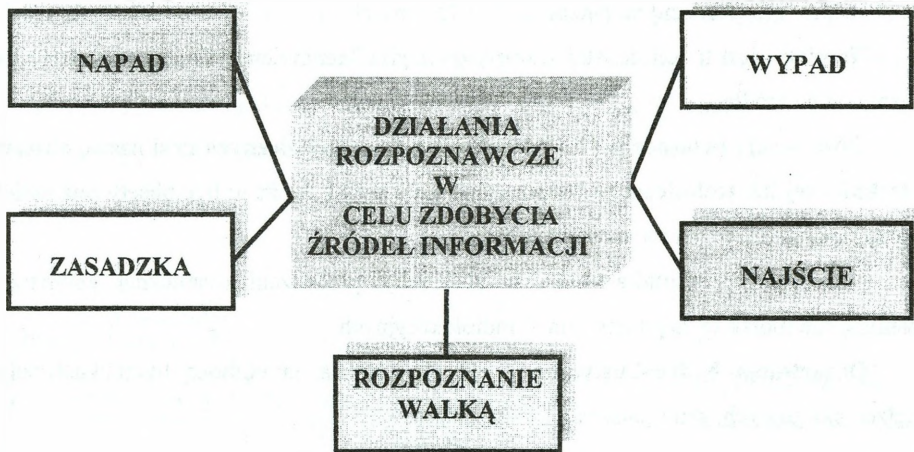 NAPAD
WYPAD
DZIAŁANIA
ROZPOZNAWCZE
W
CELU ZDOBYCIA
ŹRÓDEŁ INFORMACJI
ZASADZKA
NAJŚCIE
ROZPOZNANIE
WALKĄ